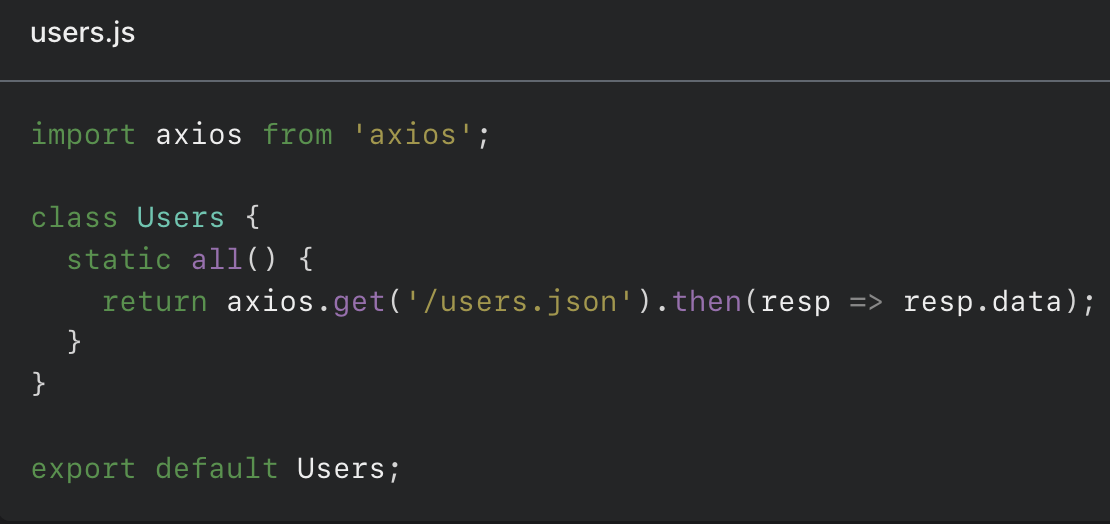 users.js
import axios from 'axios';
class Users {
  static all() {
    return axios.get('/users.json').then(resp => resp.data);
  }
}
export default Users;